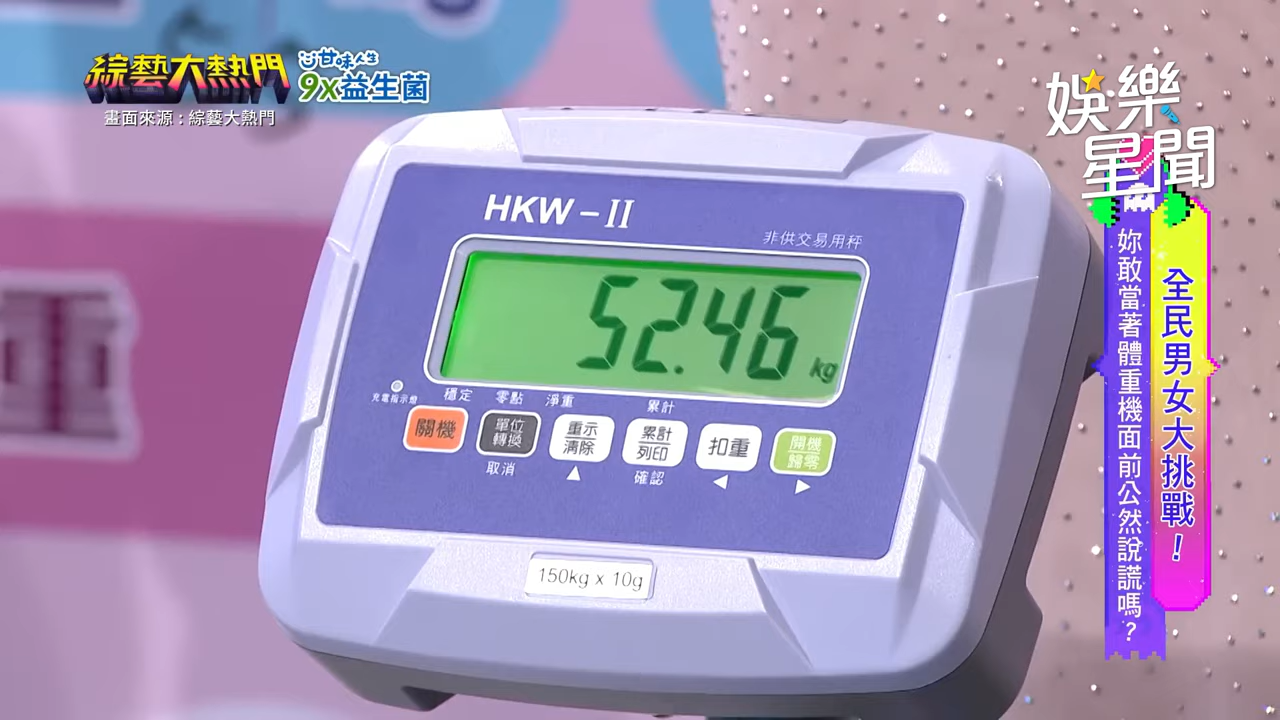 綜藝大熱門
甘味人生
9x益生菌
畫面來源:綜藝大熱門
娛樂
星聞
全民男女大挑戰!
妳敢當著體重機面前公然說謊嗎?
HKW-II
非供交易用秤
52.46 kg
充電指示燈
穩定
零點
淨重
累計
關機
單位
轉換
重示
清除
累計
列印
扣重
開機
歸零
取消
▲
確認
◀
▶
150kg x 10g
重